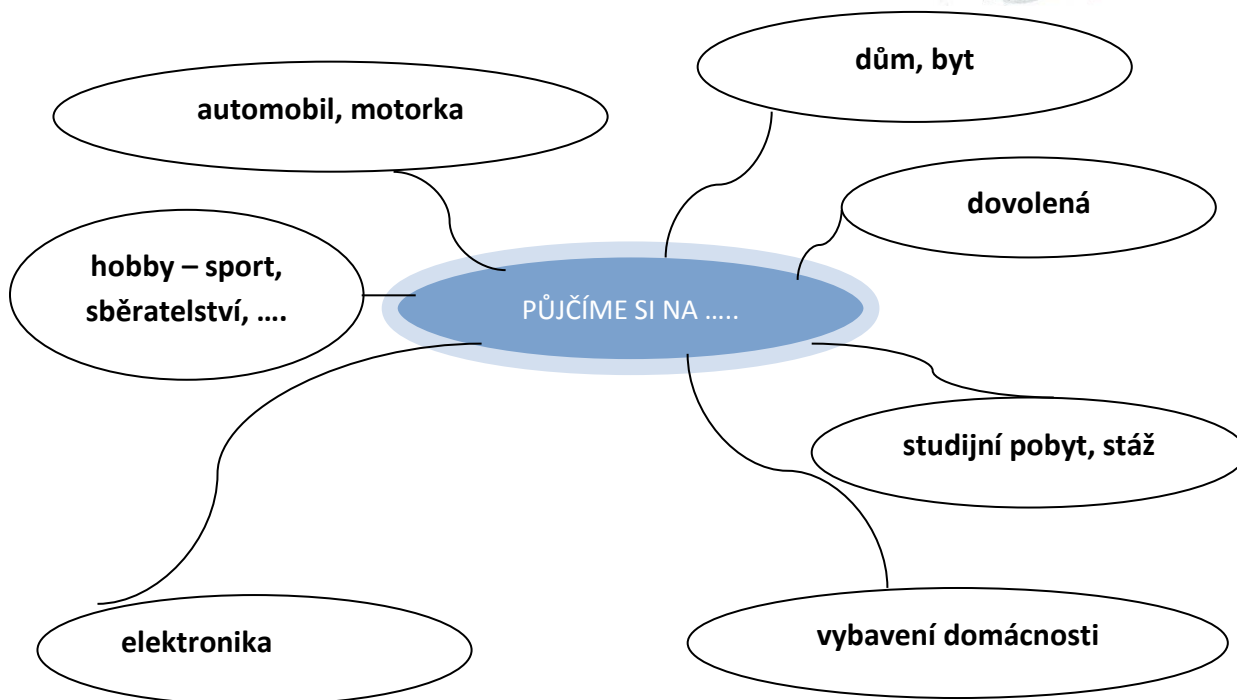 dům, byt
automobil, motorka
dovolená
hobby – sport,
sběratelství, ….
PŮJČÍME SI NA …..
studijní pobyt, stáž
vybavení domácnosti
elektronika